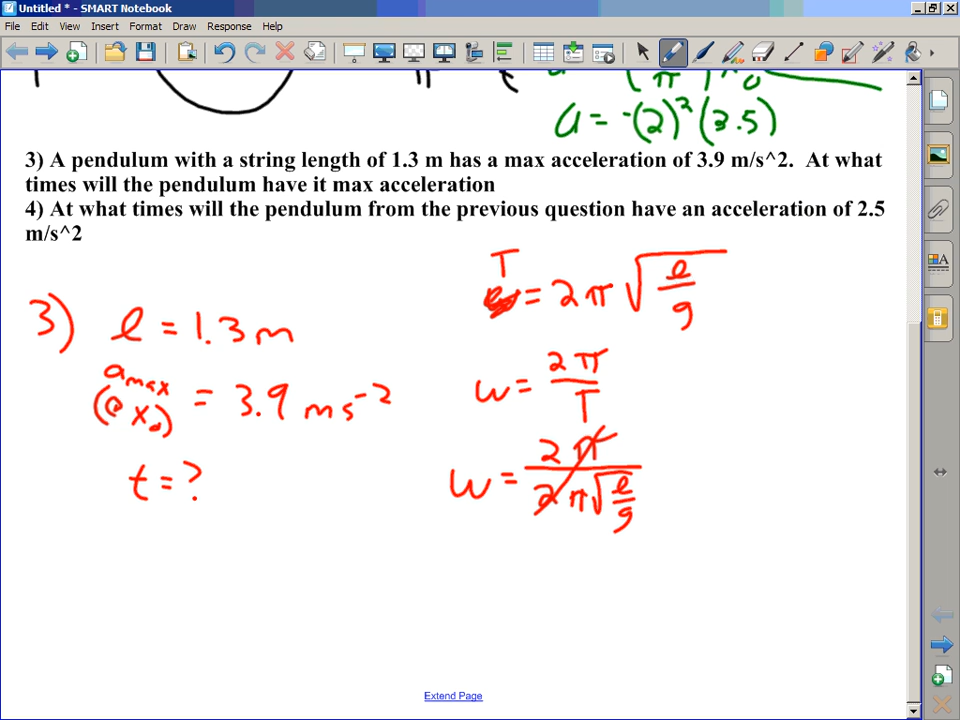 Untitled * - SMART Notebook
File Edit View Insert Format Draw Response Help
a = -(2)² (3.5)
3) A pendulum with a string length of 1.3 m has a max acceleration of 3.9 m/s^2. At what
times will the pendulum have it max acceleration
4) At what times will the pendulum from the previous question have an acceleration of 2.5
m/s^2
T = 2π √(l/g)
3) l = 1.3 m
w = 2π/T
a max (@ x₀) = 3.9 ms⁻²
w = 2π/(2π√(l/g))
t = ?
Extend Page